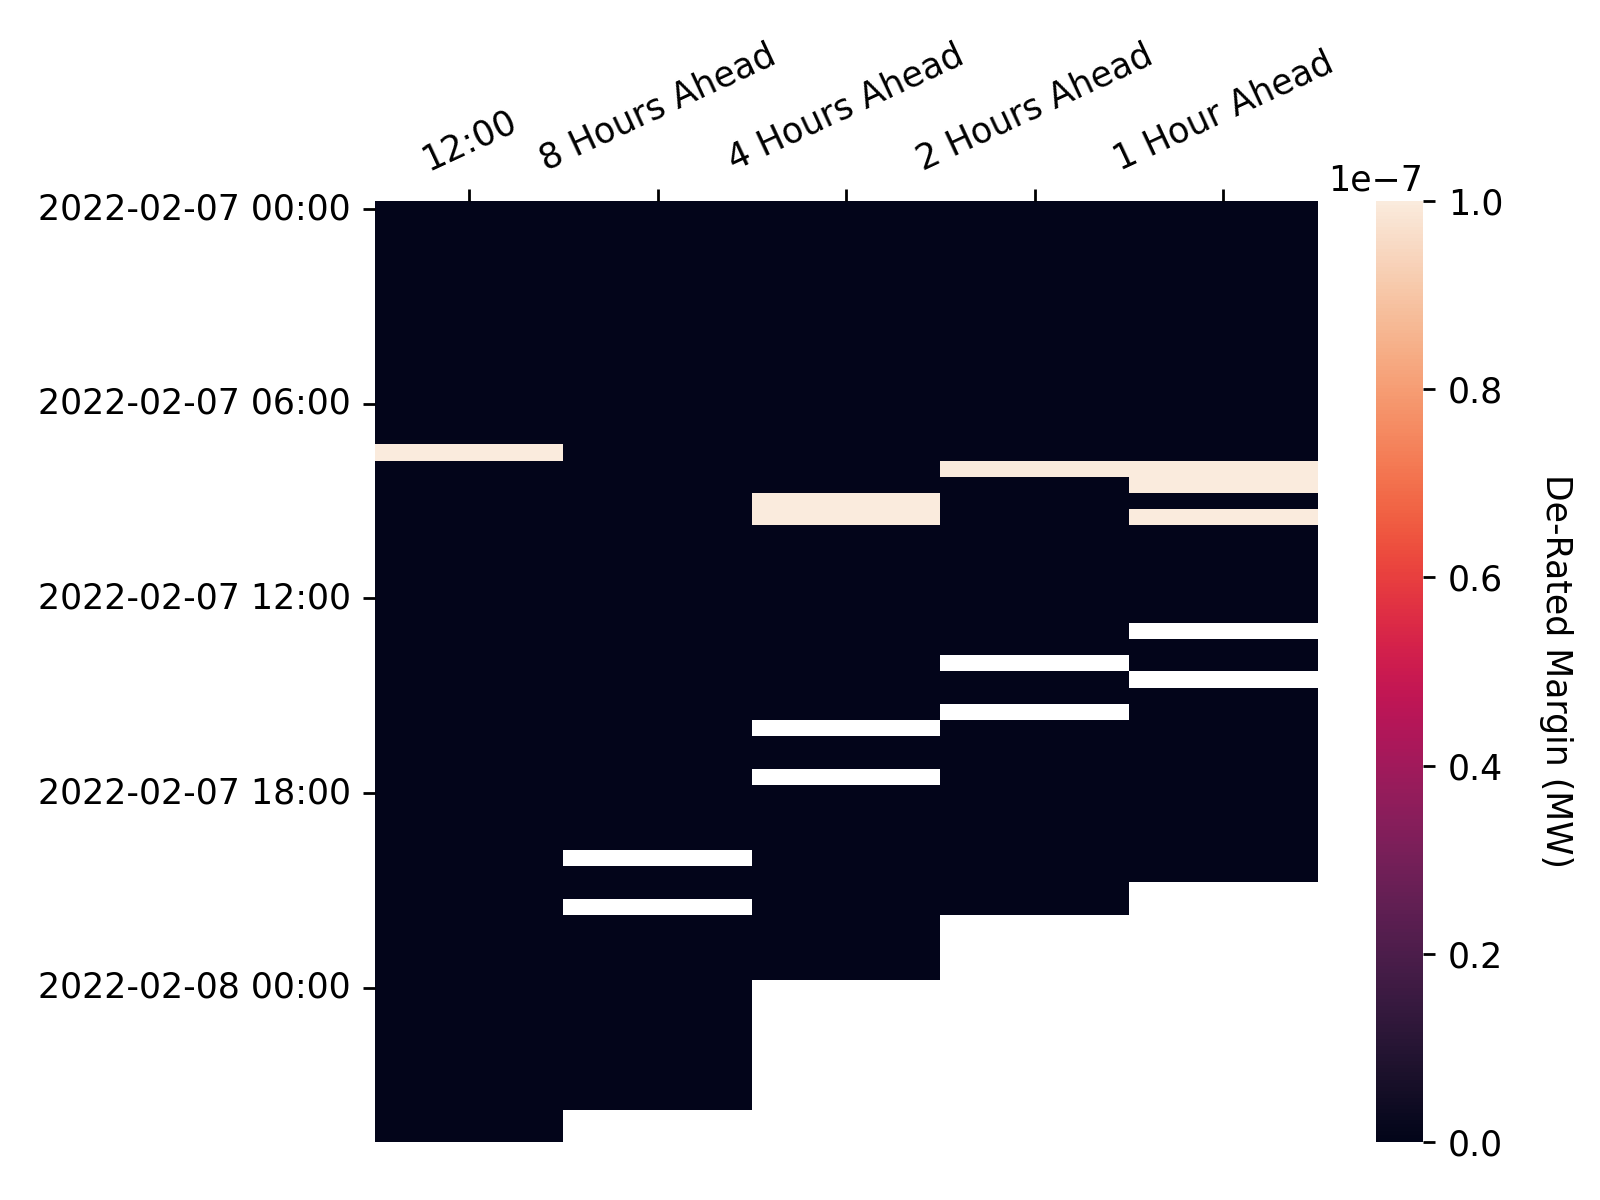 12:00
8 Hours Ahead
4 Hours Ahead
2 Hours Ahead
1 Hour Ahead
2022-02-07 00:00
2022-02-07 06:00
2022-02-07 12:00
2022-02-07 18:00
2022-02-08 00:00
1e−7
1.0
0.8
0.6
0.4
0.2
0.0
De-Rated Margin (MW)